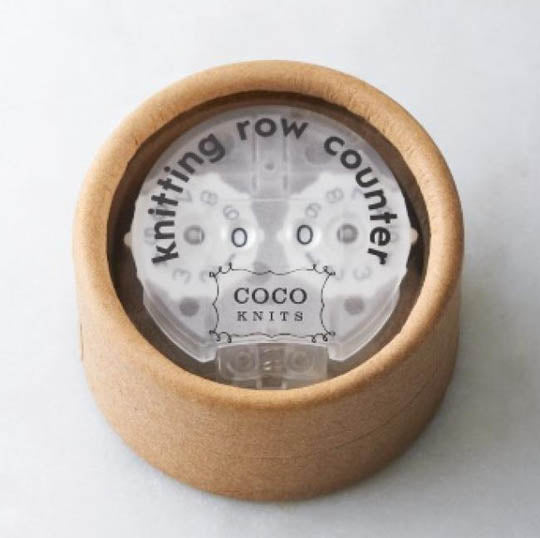 knitting row counter
0 0
COCO
KNITS